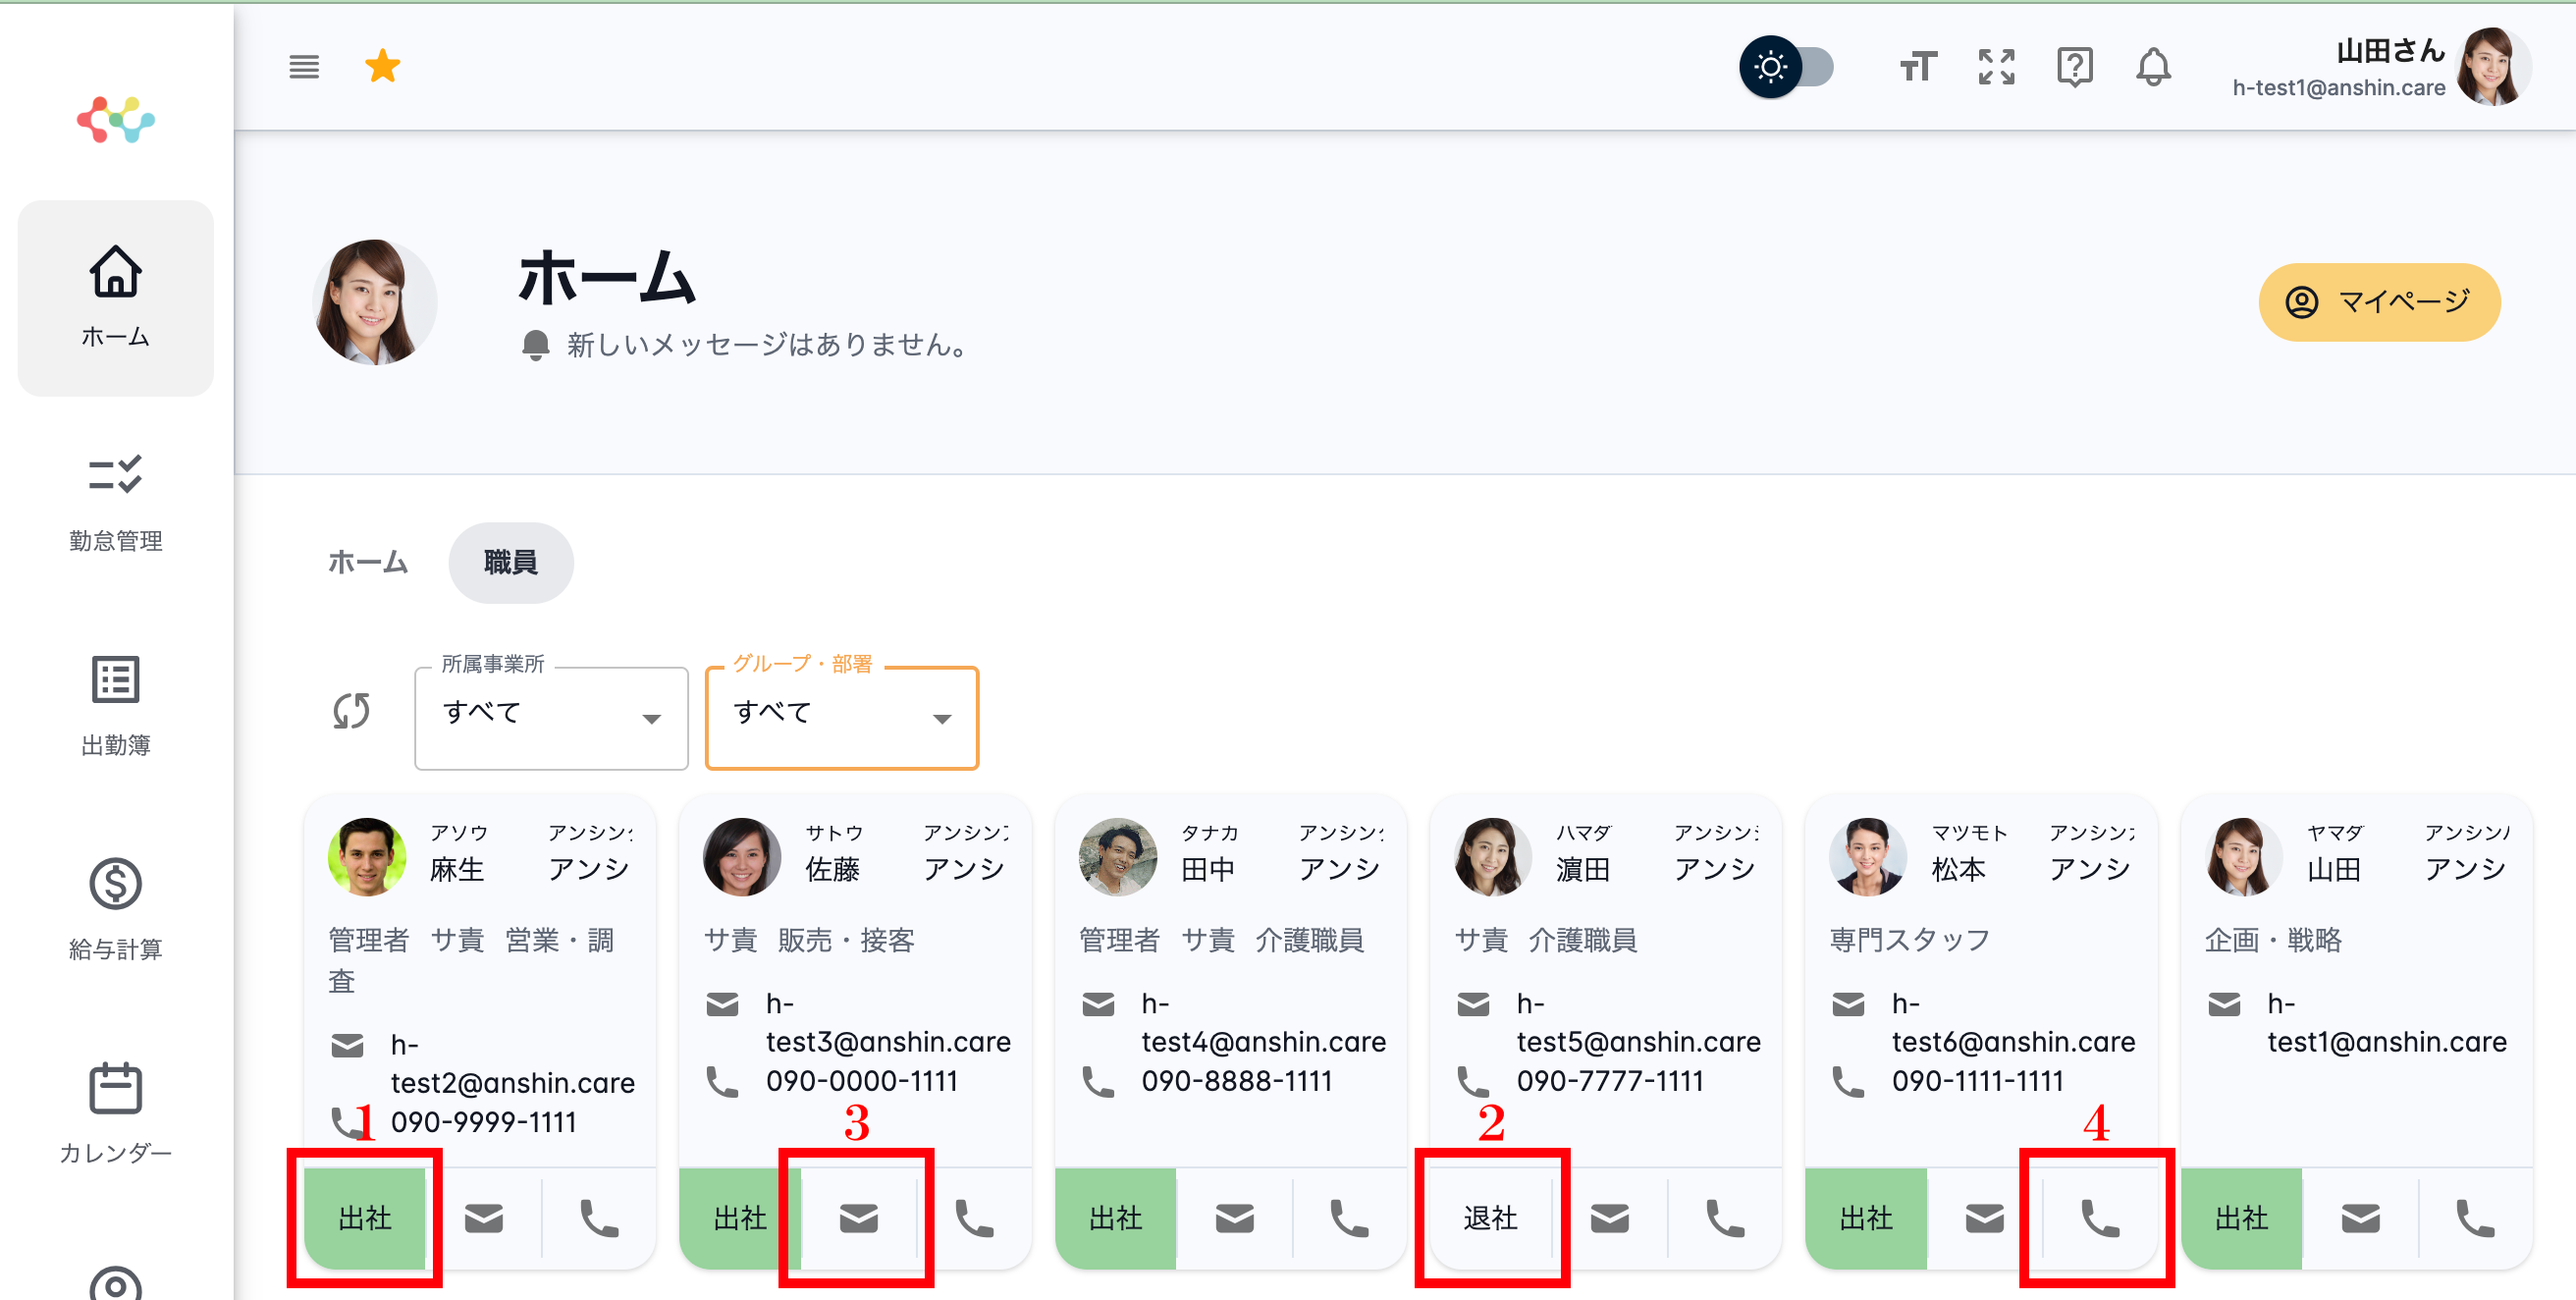 山田さん
h-test1@anshin.care
ホーム
新しいメッセージはありません。
マイページ
ホーム
勤怠管理
出勤簿
給与計算
カレンダー
ホーム 職員
所属事業所
すべて
グループ・部署
すべて
アソウ アンシン
麻生 アンシ
管理者 サ責 営業・調
査
h-
test2@anshin.care
090-9999-1111
1
出社
サトウ アンシン
佐藤 アンシ
サ責 販売・接客
h-
test3@anshin.care
090-0000-1111
3
出社
タナカ アンシン
田中 アンシ
管理者 サ責 介護職員
h-
test4@anshin.care
090-8888-1111
出社
ハマダ アンシン
濵田 アンシ
サ責 介護職員
h-
test5@anshin.care
090-7777-1111
2
退社
マツモト アンシン
松本 アンシ
専門スタッフ
h-
test6@anshin.care
090-1111-1111
4
出社
ヤマダ アンシン
山田 アンシ
企画・戦略
h-
test1@anshin.care
出社